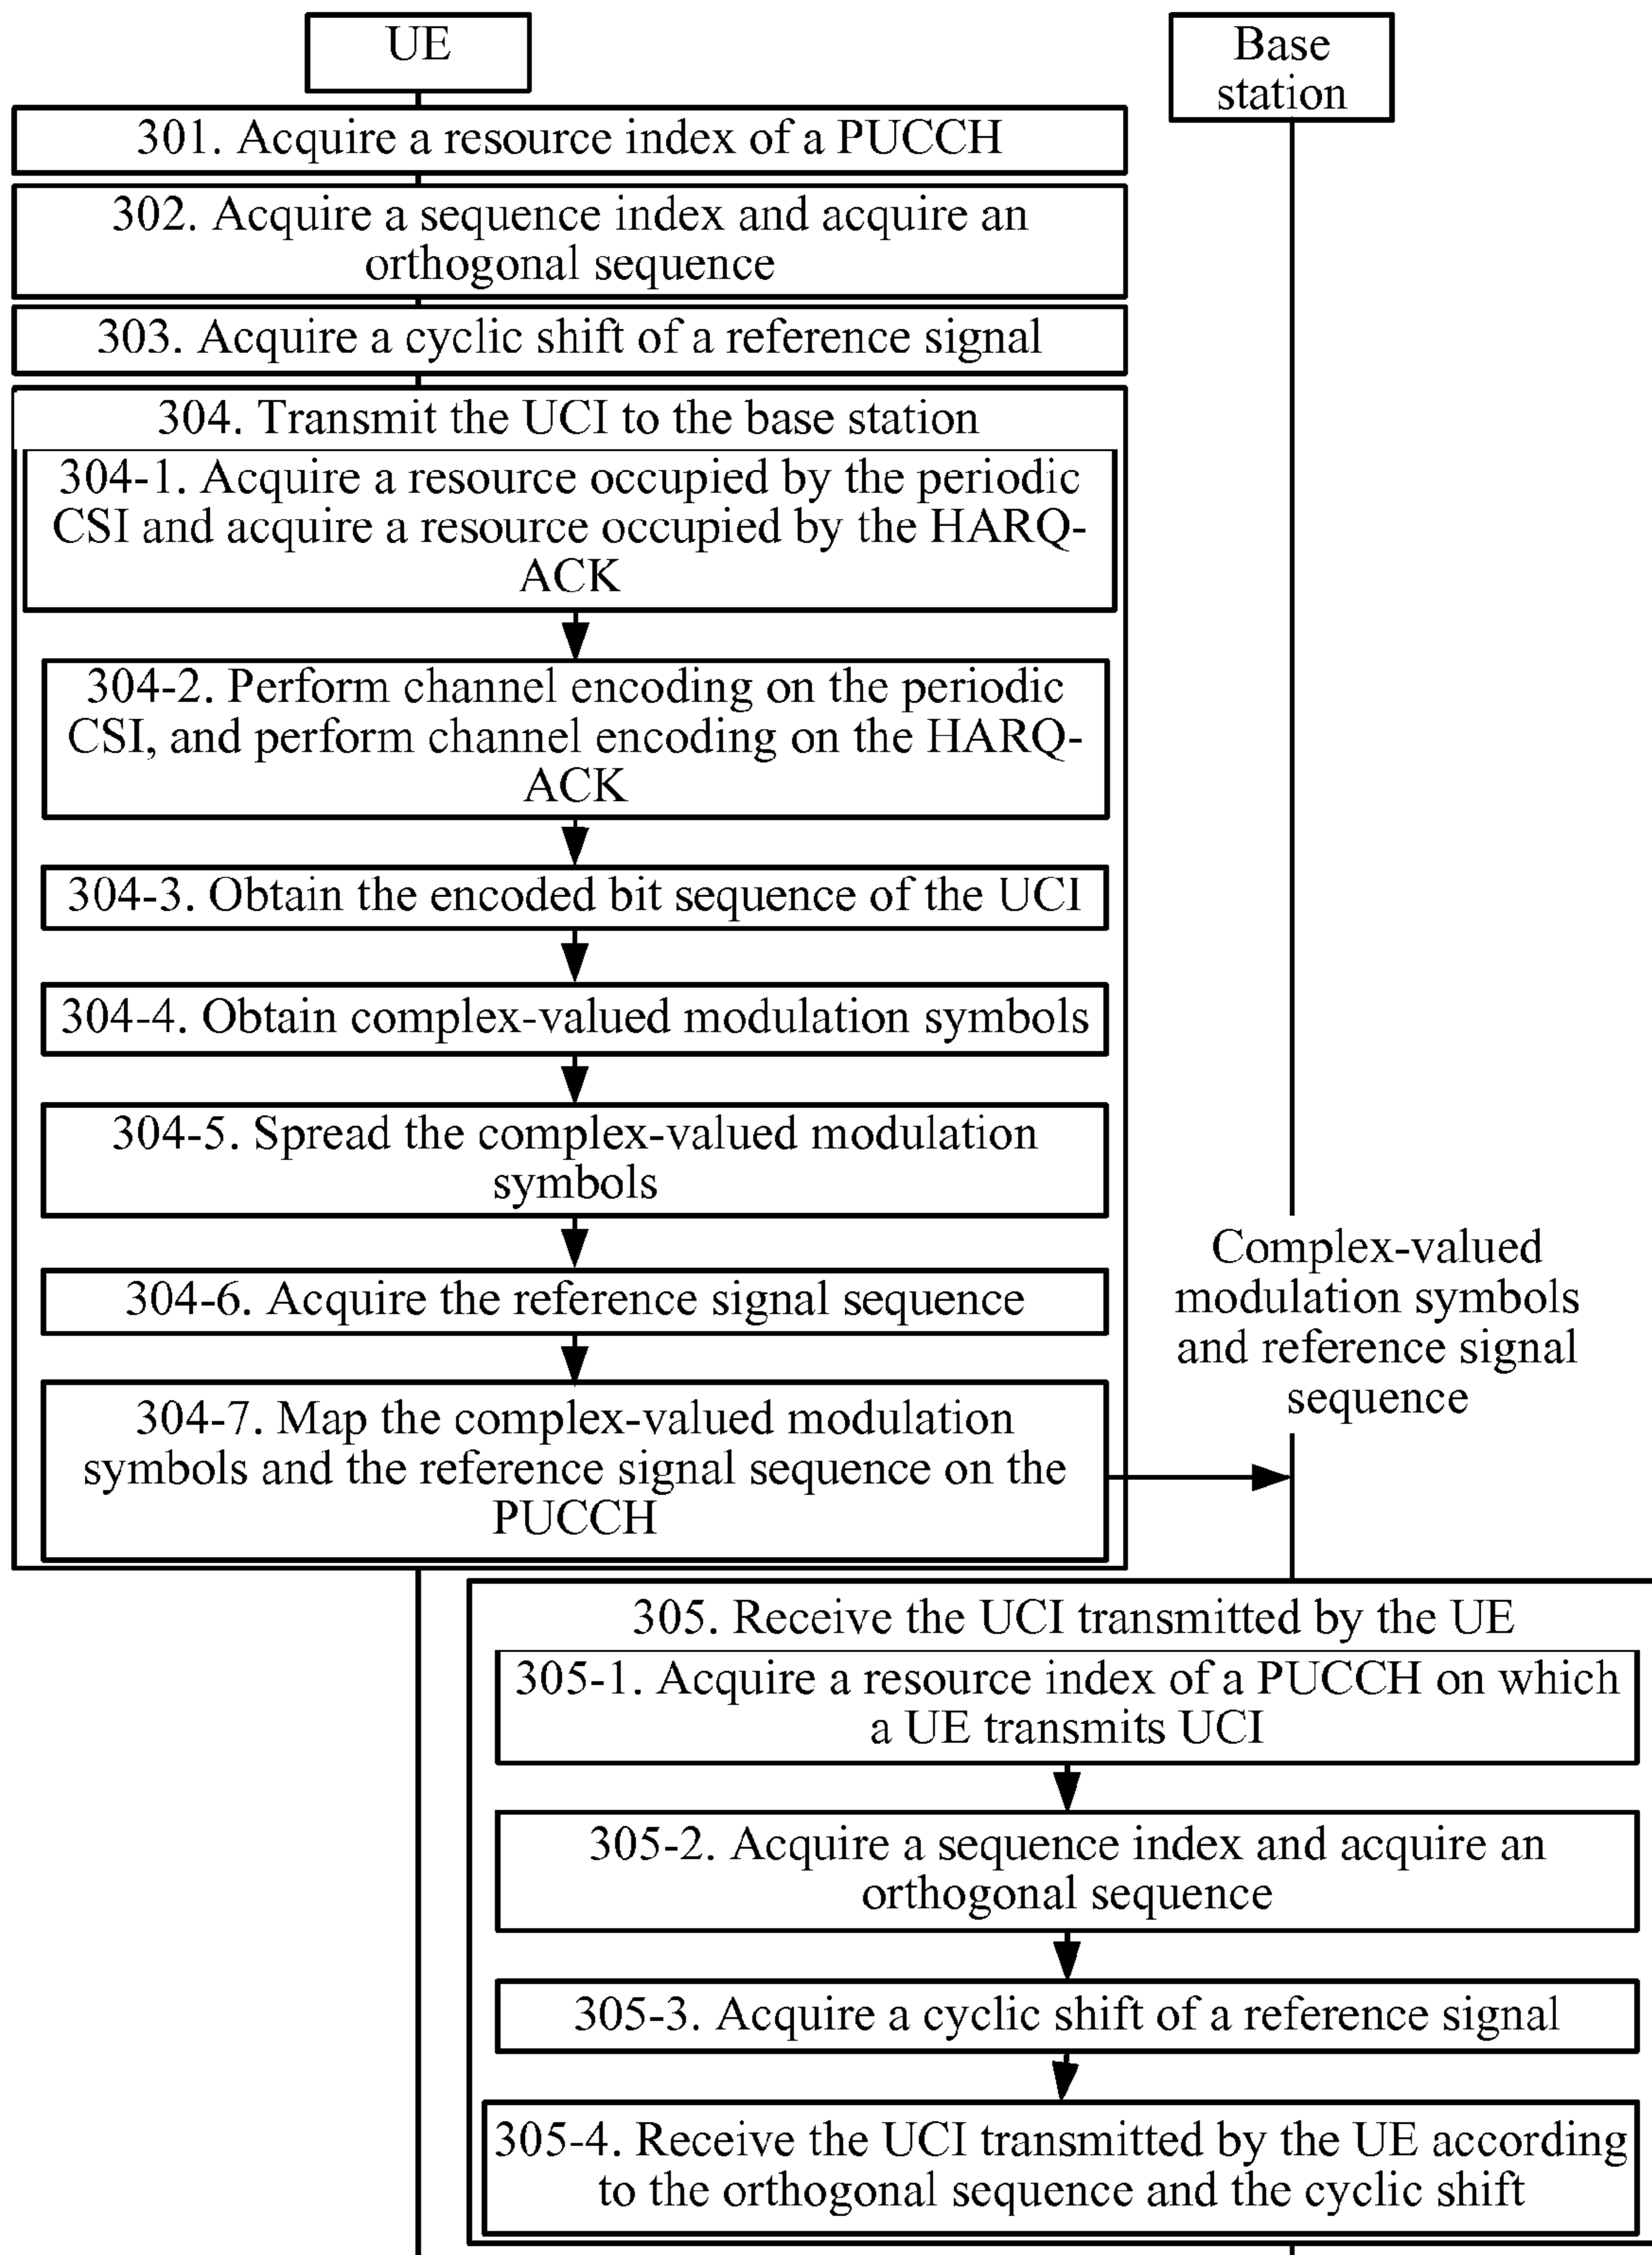 UE
Base
station
301. Acquire a resource index of a PUCCH
302. Acquire a sequence index and acquire an
orthogonal sequence
303. Acquire a cyclic shift of a reference signal
304. Transmit the UCI to the base station
304-1. Acquire a resource occupied by the periodic
CSI and acquire a resource occupied by the HARQ-
ACK
304-2. Perform channel encoding on the periodic
CSI, and perform channel encoding on the HARQ-
ACK
304-3. Obtain the encoded bit sequence of the UCI
304-4. Obtain complex-valued modulation symbols
304-5. Spread the complex-valued modulation
symbols
304-6. Acquire the reference signal sequence
304-7. Map the complex-valued modulation
symbols and the reference signal sequence on the
PUCCH
Complex-valued
modulation symbols
and reference signal
sequence
305. Receive the UCI transmitted by the UE
305-1. Acquire a resource index of a PUCCH on which
a UE transmits UCI
305-2. Acquire a sequence index and acquire an
orthogonal sequence
305-3. Acquire a cyclic shift of a reference signal
305-4. Receive the UCI transmitted by the UE according
to the orthogonal sequence and the cyclic shift